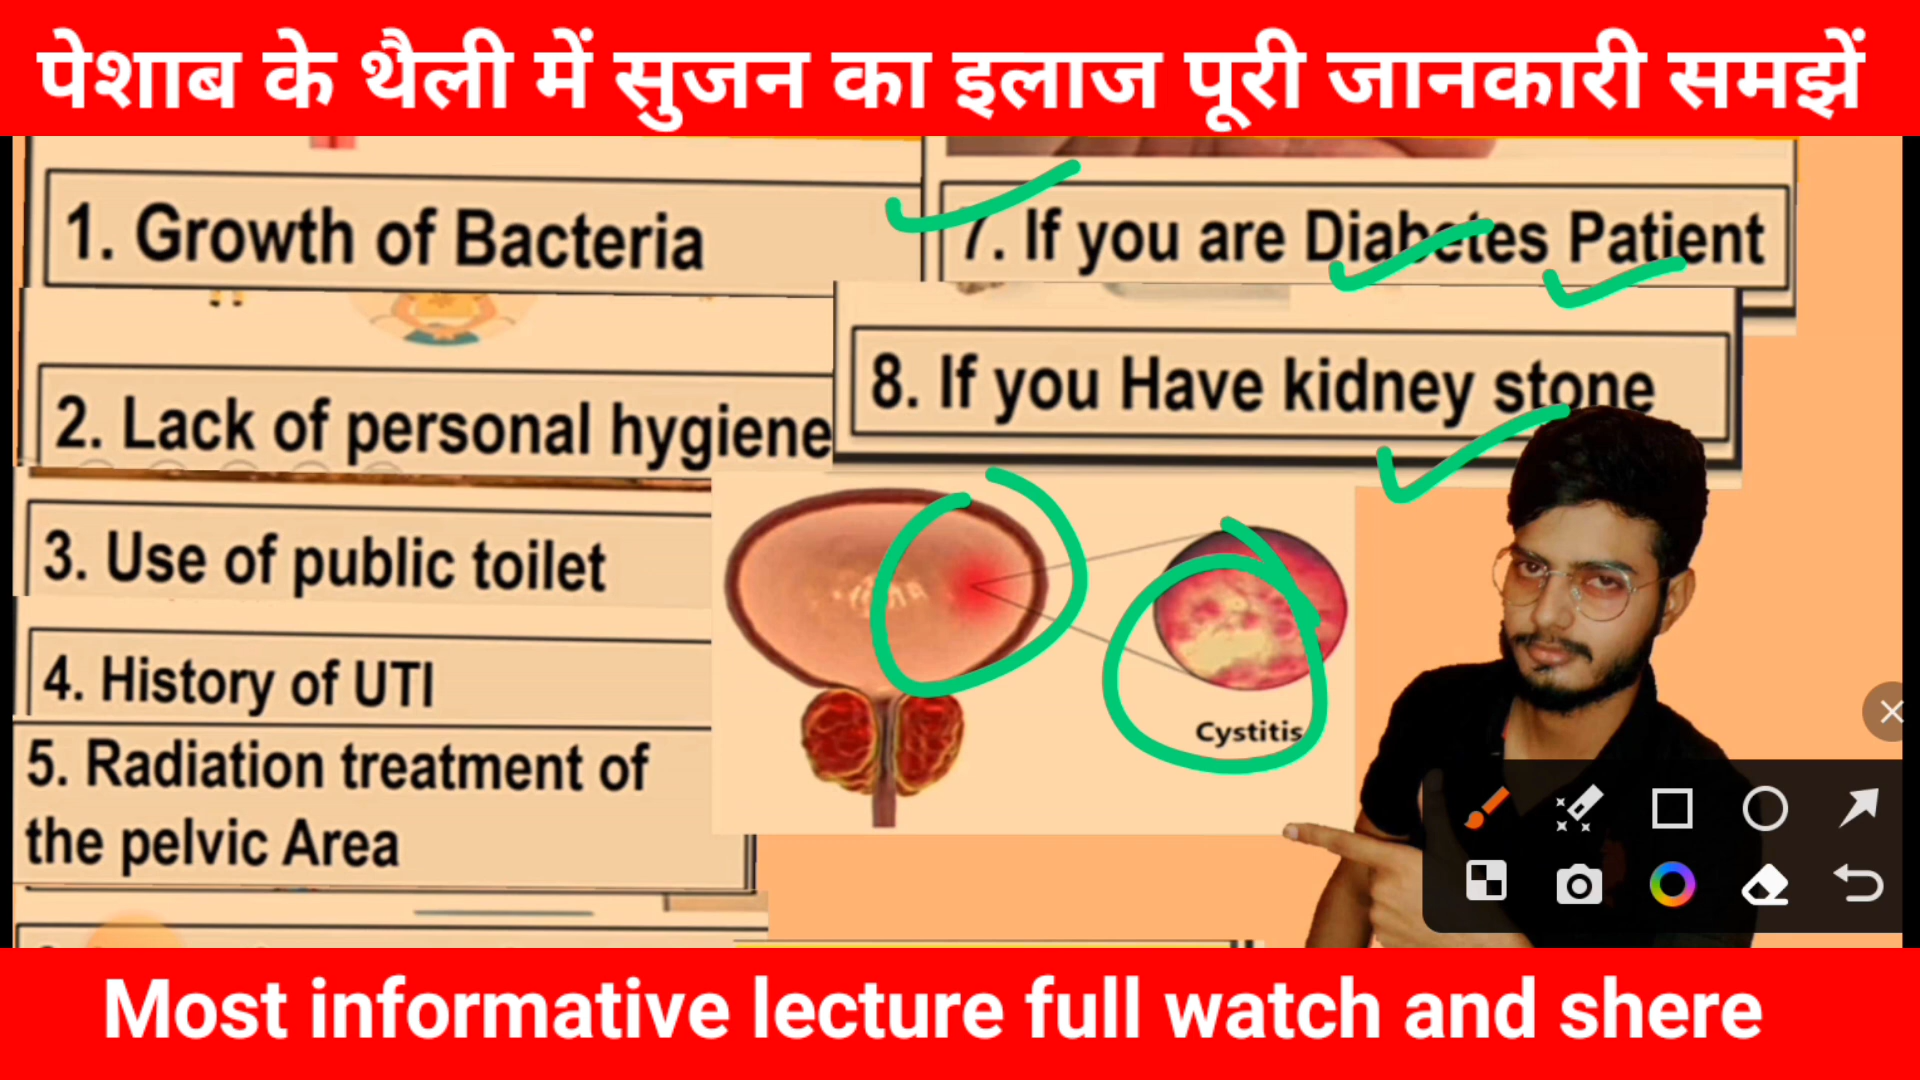 पेशाब के थैली में सुजन का इलाज पूरी जानकारी समझें
1. Growth of Bacteria
2. Lack of personal hygiene
3. Use of public toilet
4. History of UTI
5. Radiation treatment of
the pelvic Area
7. If you are Diabetes Patient
8. If you Have kidney stone
Cystitis
Most informative lecture full watch and shere